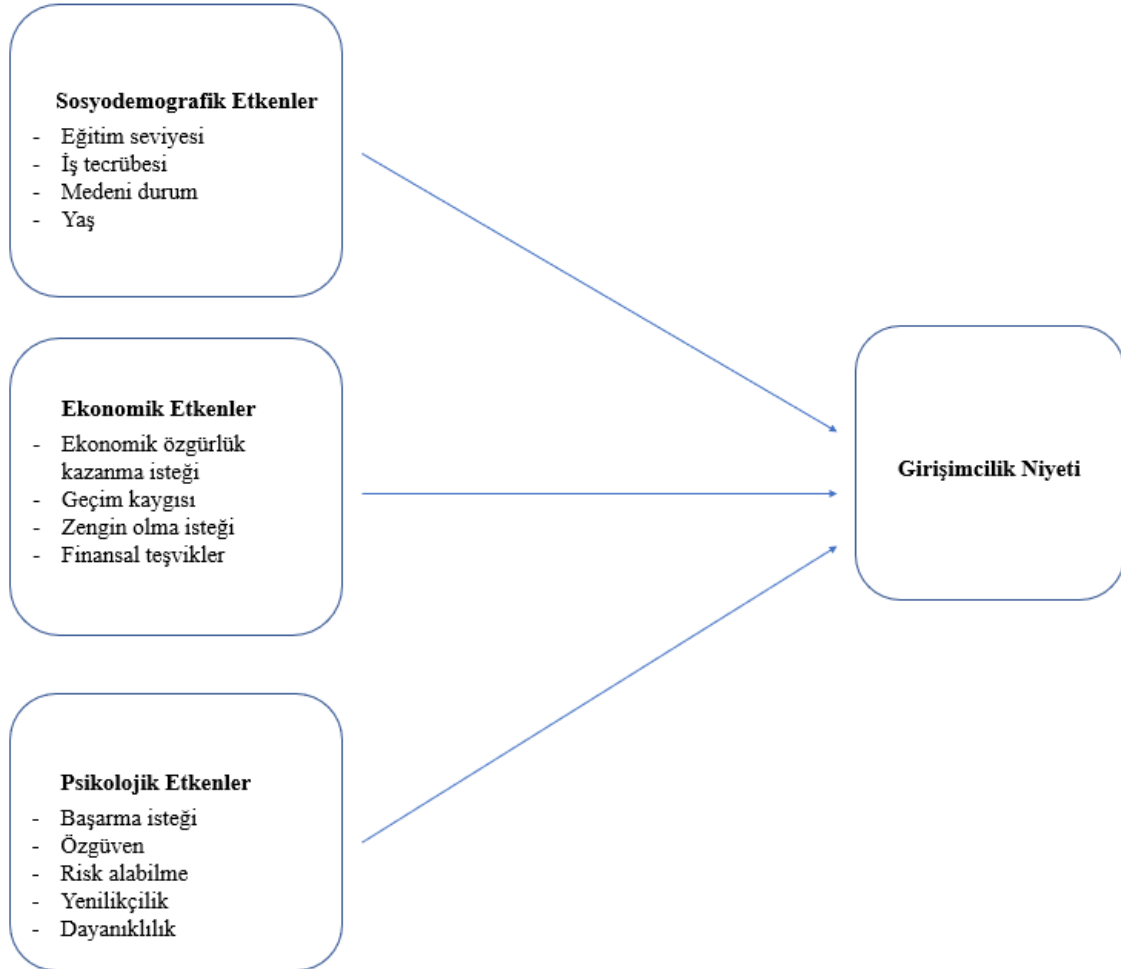 Sosyodemografik Etkenler
- Eğitim seviyesi
- İş tecrübesi
- Medeni durum
- Yaş
Ekonomik Etkenler
- Ekonomik özgürlük
kazanma isteği
- Geçim kaygısı
- Zengin olma isteği
- Finansal teşvikler
Girişimcilik Niyeti
Psikolojik Etkenler
- Başarma isteği
- Özgüven
- Risk alabilme
- Yenilikçilik
- Dayanıklılık